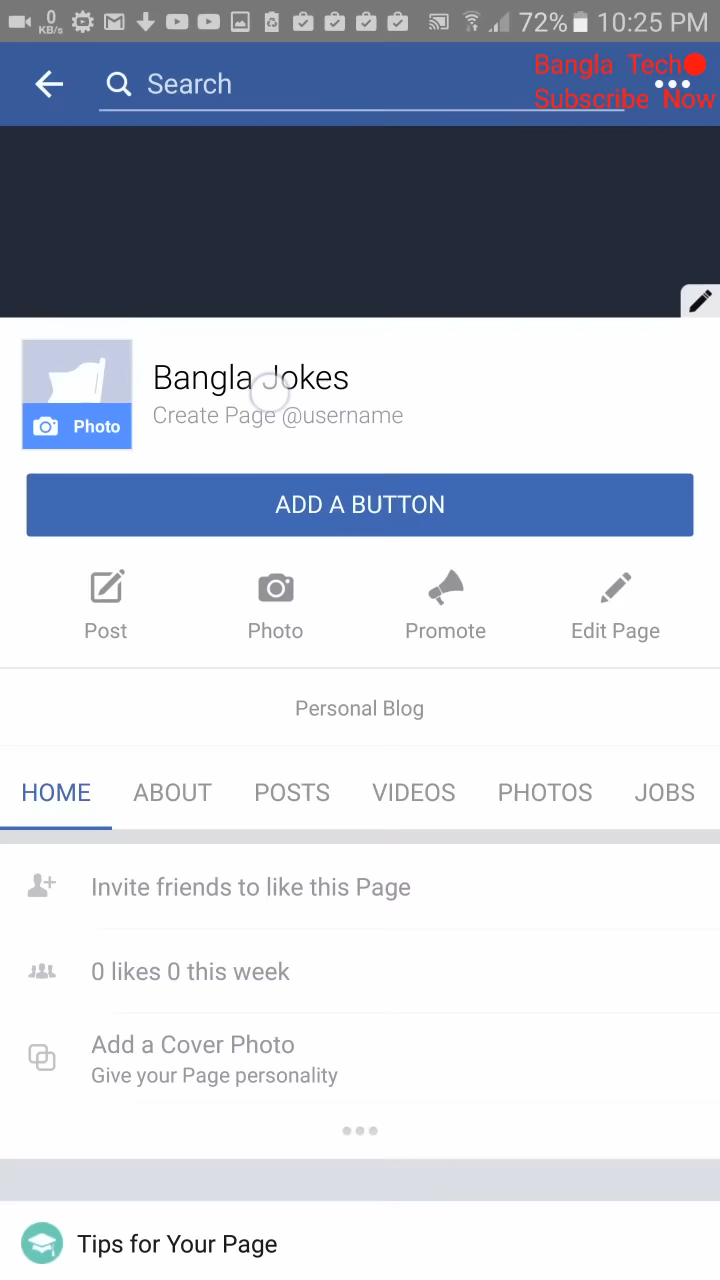 0 KB/s 72% 10:25 PM
Search
Bangla Tech
Subscribe Now
Bangla Jokes
Photo
Create Page @username
ADD A BUTTON
Post Photo Promote Edit Page
Personal Blog
HOME ABOUT POSTS VIDEOS PHOTOS JOBS
Invite friends to like this Page
0 likes 0 this week
Add a Cover Photo
Give your Page personality
Tips for Your Page